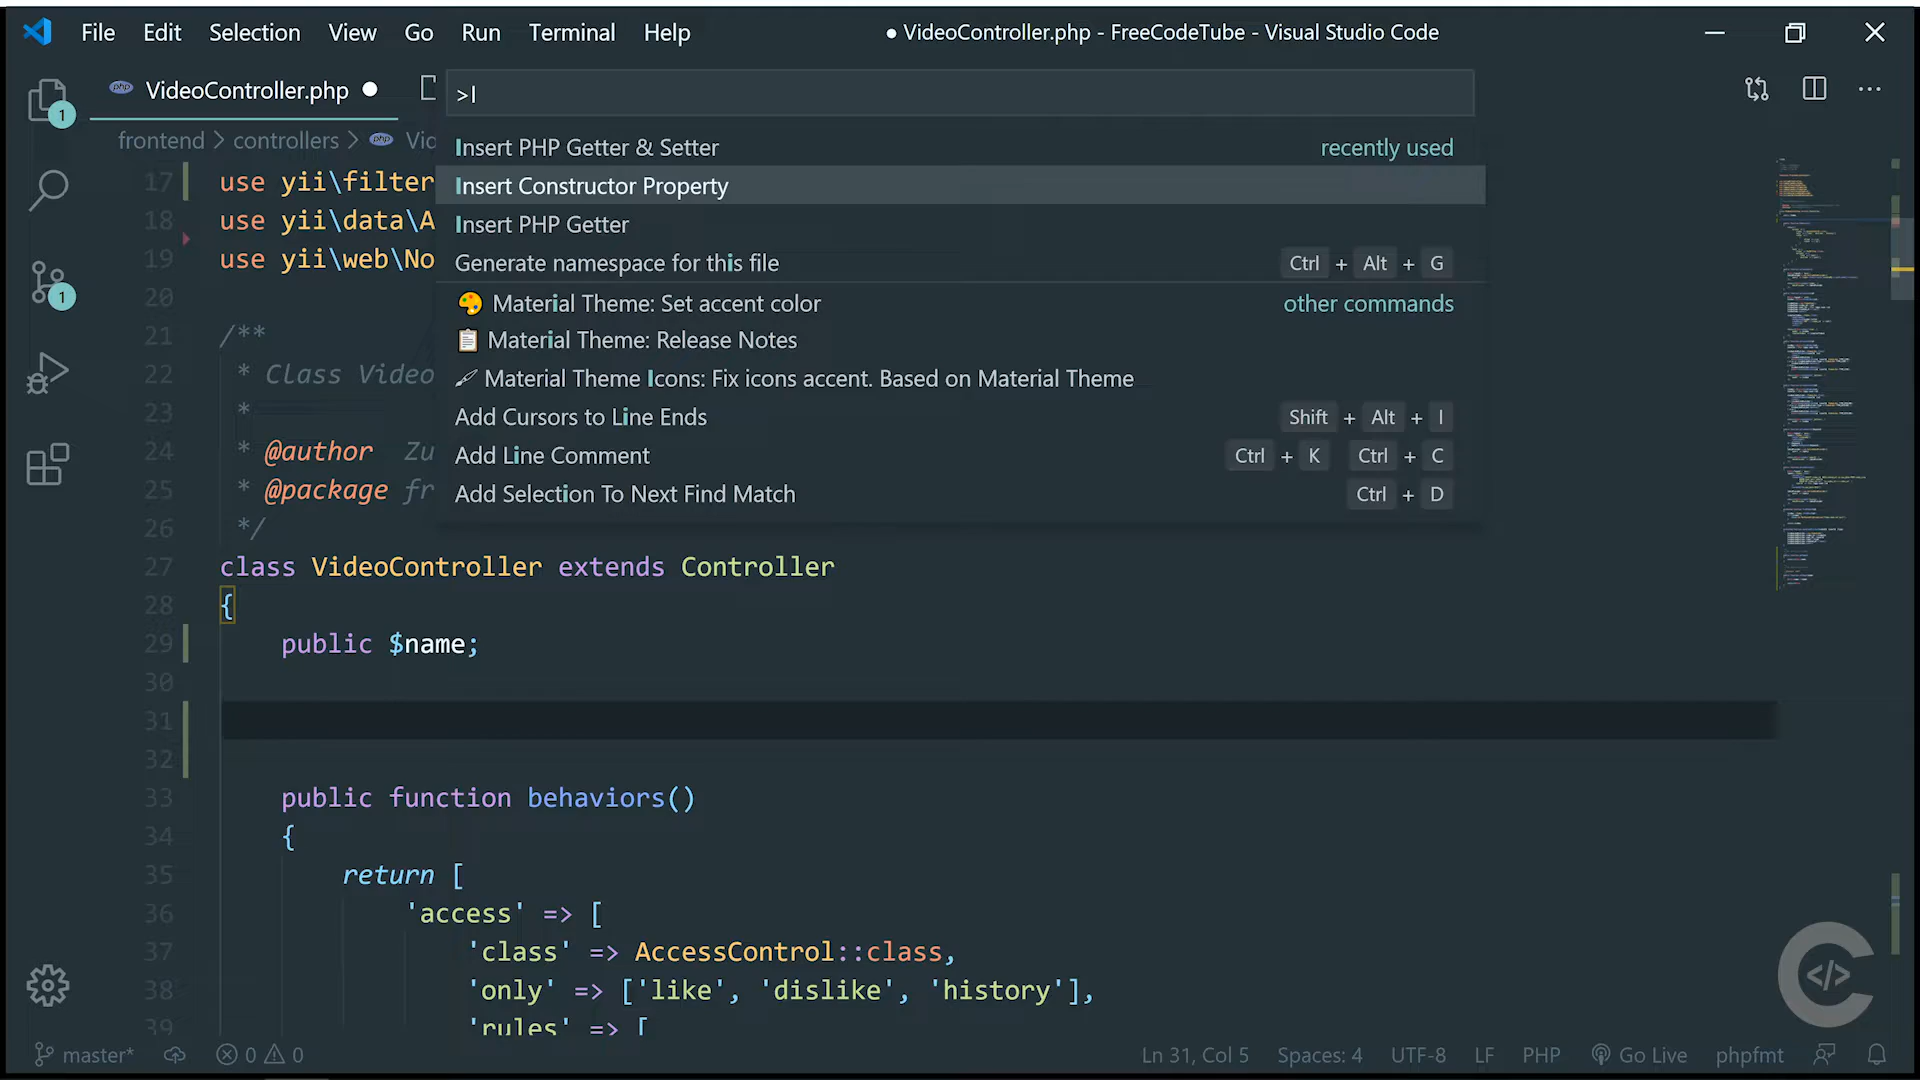 File Edit Selection View Go Run Terminal Help
● VideoController.php - FreeCodeTube - Visual Studio Code
php VideoController.php ●
>I
1
frontend > controllers > php Vic
Insert PHP Getter & Setter recently used
Insert Constructor Property
Insert PHP Getter
Generate namespace for this file Ctrl + Alt + G
🎨 Material Theme: Set accent color other commands
📋 Material Theme: Release Notes
🖌 Material Theme Icons: Fix icons accent. Based on Material Theme
Add Cursors to Line Ends Shift + Alt + I
Add Line Comment Ctrl + K Ctrl + C
Add Selection To Next Find Match Ctrl + D
1
17 use yii\filter
18 use yii\data\A
19 use yii\web\No
20
21 /**
22 * Class Video
23 *
24 * @author Zu
25 * @package fr
26 */
27 class VideoController extends Controller
28 {
29 public $name;
30
31
32
33 public function behaviors()
34 {
35 return [
36 'access' => [
37 'class' => AccessControl::class,
38 'only' => ['like', 'dislike', 'history'],
39 'rules' => [
</>
master* 0 0 Ln 31, Col 5 Spaces: 4 UTF-8 LF PHP Go Live phpfmt